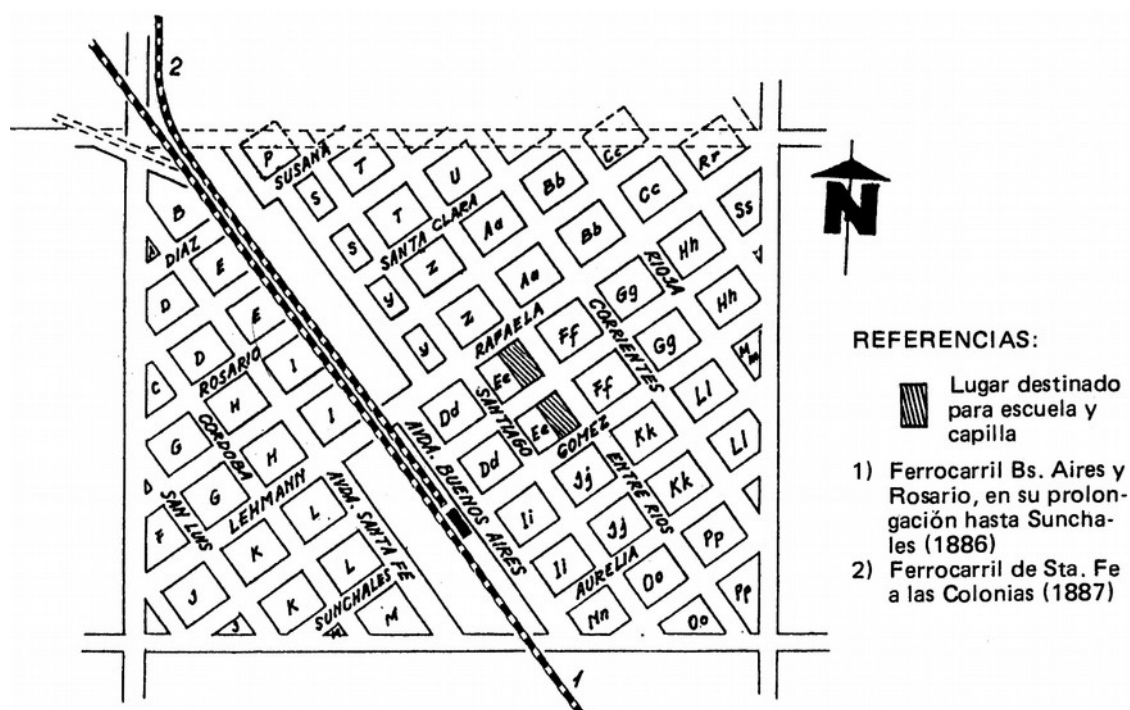 2
P
SUSANA
T
U
Cc
Rr
S
T
Bb
Cc
Ss
B
DIAZ
A
S
SANTA CLARA
Aa
Bb
Hh
E
Z
RIOSA
D
Y
Aa
Gg
Hh
E
Z
RAFAELA
Ff
CORRIENTES
Gg
Mm
D
ROSARIO
I
Y
Ee
C
CORDOBA
H
I
Dd
SANTIAGO
Ff
Ll
G
H
AVDA. BUENOS AIRES
Ee
GOMEZ
Kk
Ll
SAN LUIS
G
LEHMANN
L
AVDA. SANTA FE
Dd
Jj
ENTRE RIOS
Kk
F
K
L
Ii
Jj
Pp
J
K
SUNCHALES
M
Ii
AURELIA
Oo
Pp
J
M
Nn
Oo
1
N
REFERENCIAS:
Lugar destinado
para escuela y
capilla
1) Ferrocarril Bs. Aires y
Rosario, en su prolon-
gación hasta Suncha-
les (1886)
2) Ferrocarril de Sta. Fe
a las Colonias (1887)